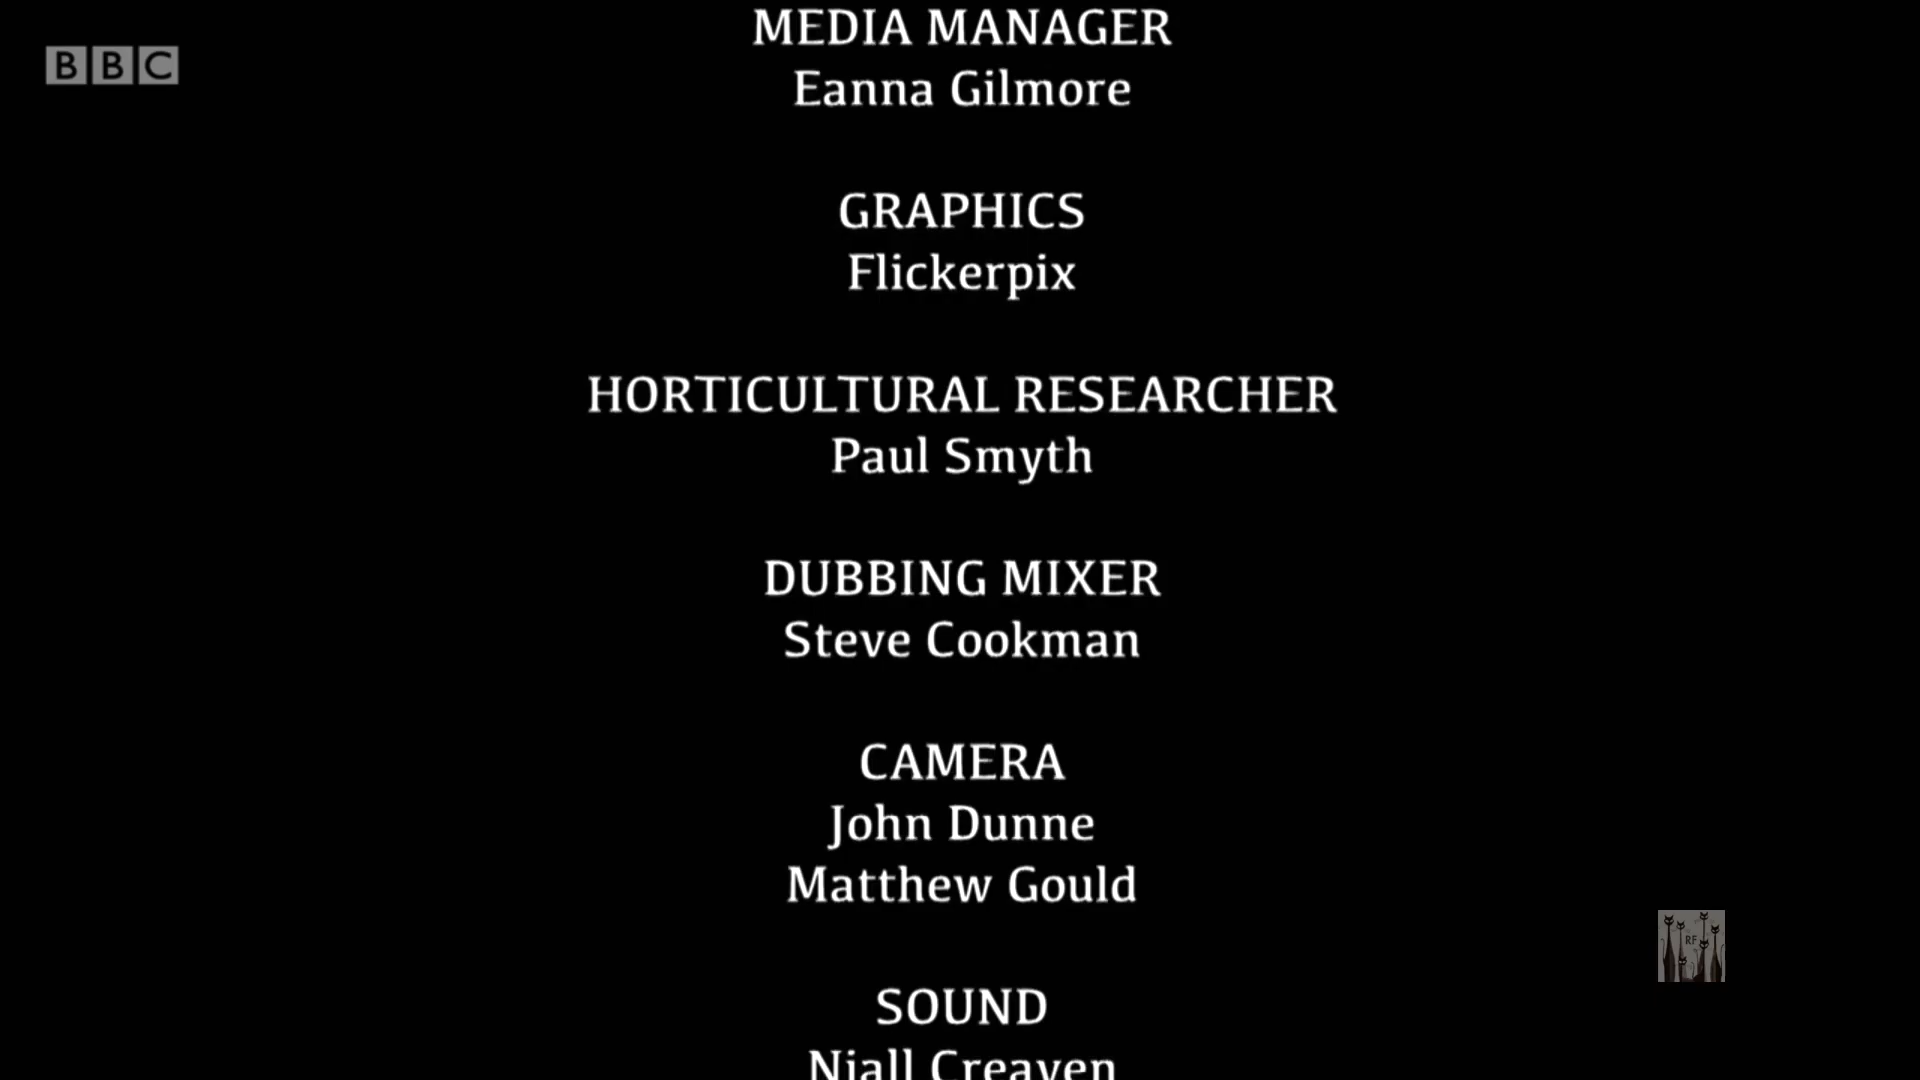 BBC
MEDIA MANAGER
Eanna Gilmore
GRAPHICS
Flickerpix
HORTICULTURAL RESEARCHER
Paul Smyth
DUBBING MIXER
Steve Cookman
CAMERA
John Dunne
Matthew Gould
RF
SOUND
Niall Creaven